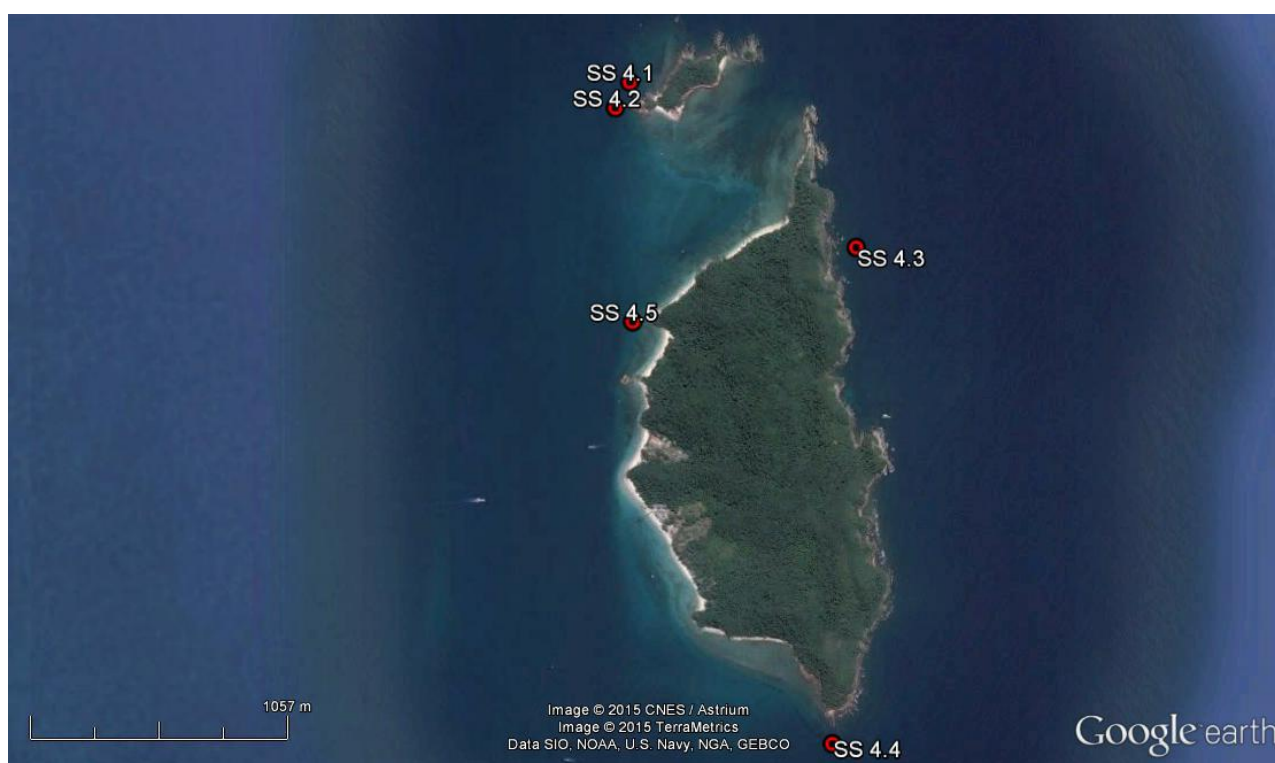 SS 4.1
SS 4.2
SS 4.3
SS 4.5
1057 m
Image © 2015 CNES / Astrium
Image © 2015 TerraMetrics
Data SIO, NOAA, U.S. Navy, NGA, GEBCO
Google earth
SS 4.4